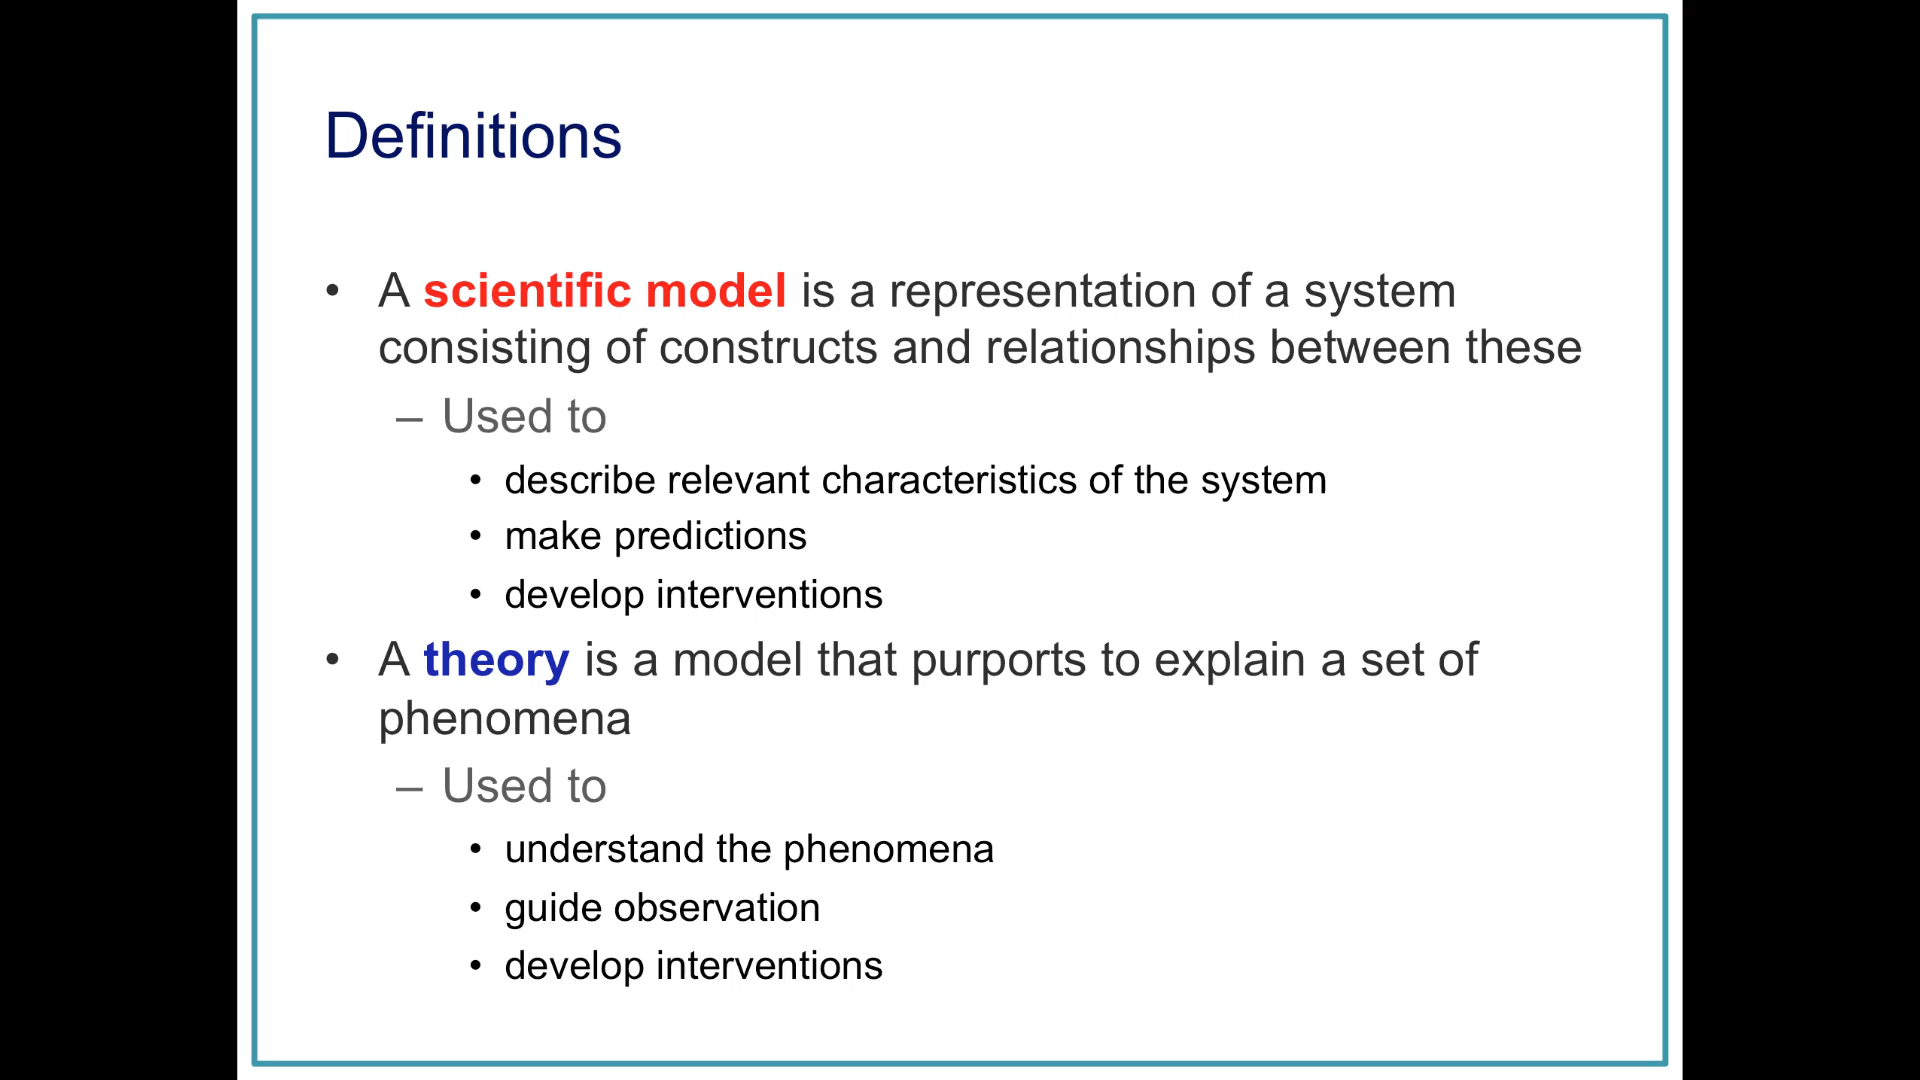 Definitions
• A scientific model is a representation of a system
consisting of constructs and relationships between these
– Used to
• describe relevant characteristics of the system
• make predictions
• develop interventions
• A theory is a model that purports to explain a set of
phenomena
– Used to
• understand the phenomena
• guide observation
• develop interventions